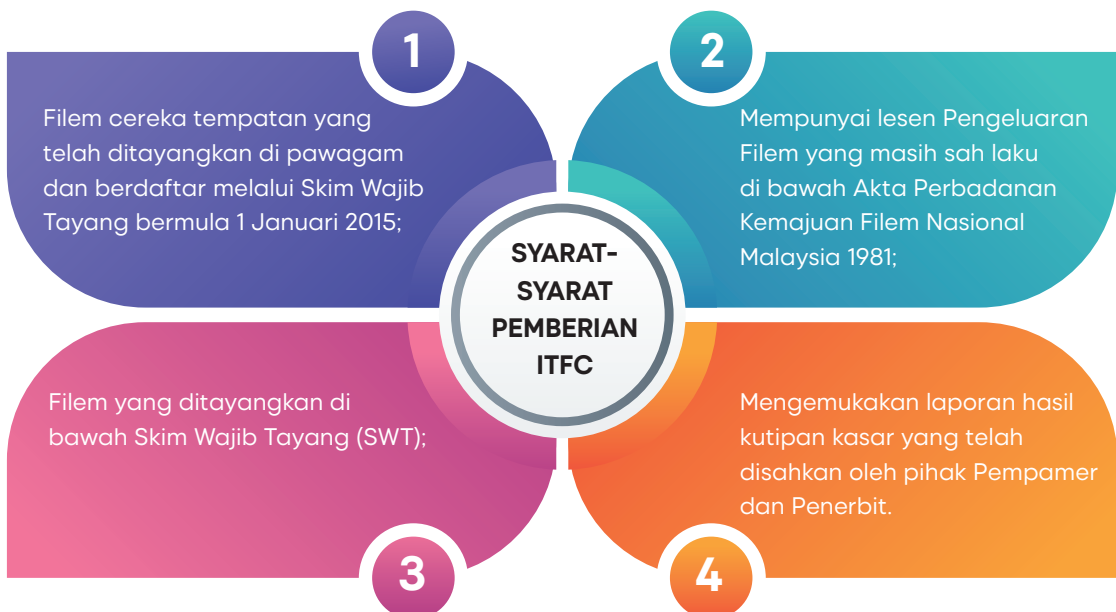 1
Filem cereka tempatan yang
telah ditayangkan di pawagam
dan berdaftar melalui Skim Wajib
Tayang bermula 1 Januari 2015;
2
Mempunyai lesen Pengeluaran
Filem yang masih sah laku
di bawah Akta Perbadanan
Kemajuan Filem Nasional
Malaysia 1981;
SYARAT-
SYARAT
PEMBERIAN
ITFC
Filem yang ditayangkan di
bawah Skim Wajib Tayang (SWT);
3
Mengemukakan laporan hasil
kutipan kasar yang telah
disahkan oleh pihak Pempamer
dan Penerbit.
4